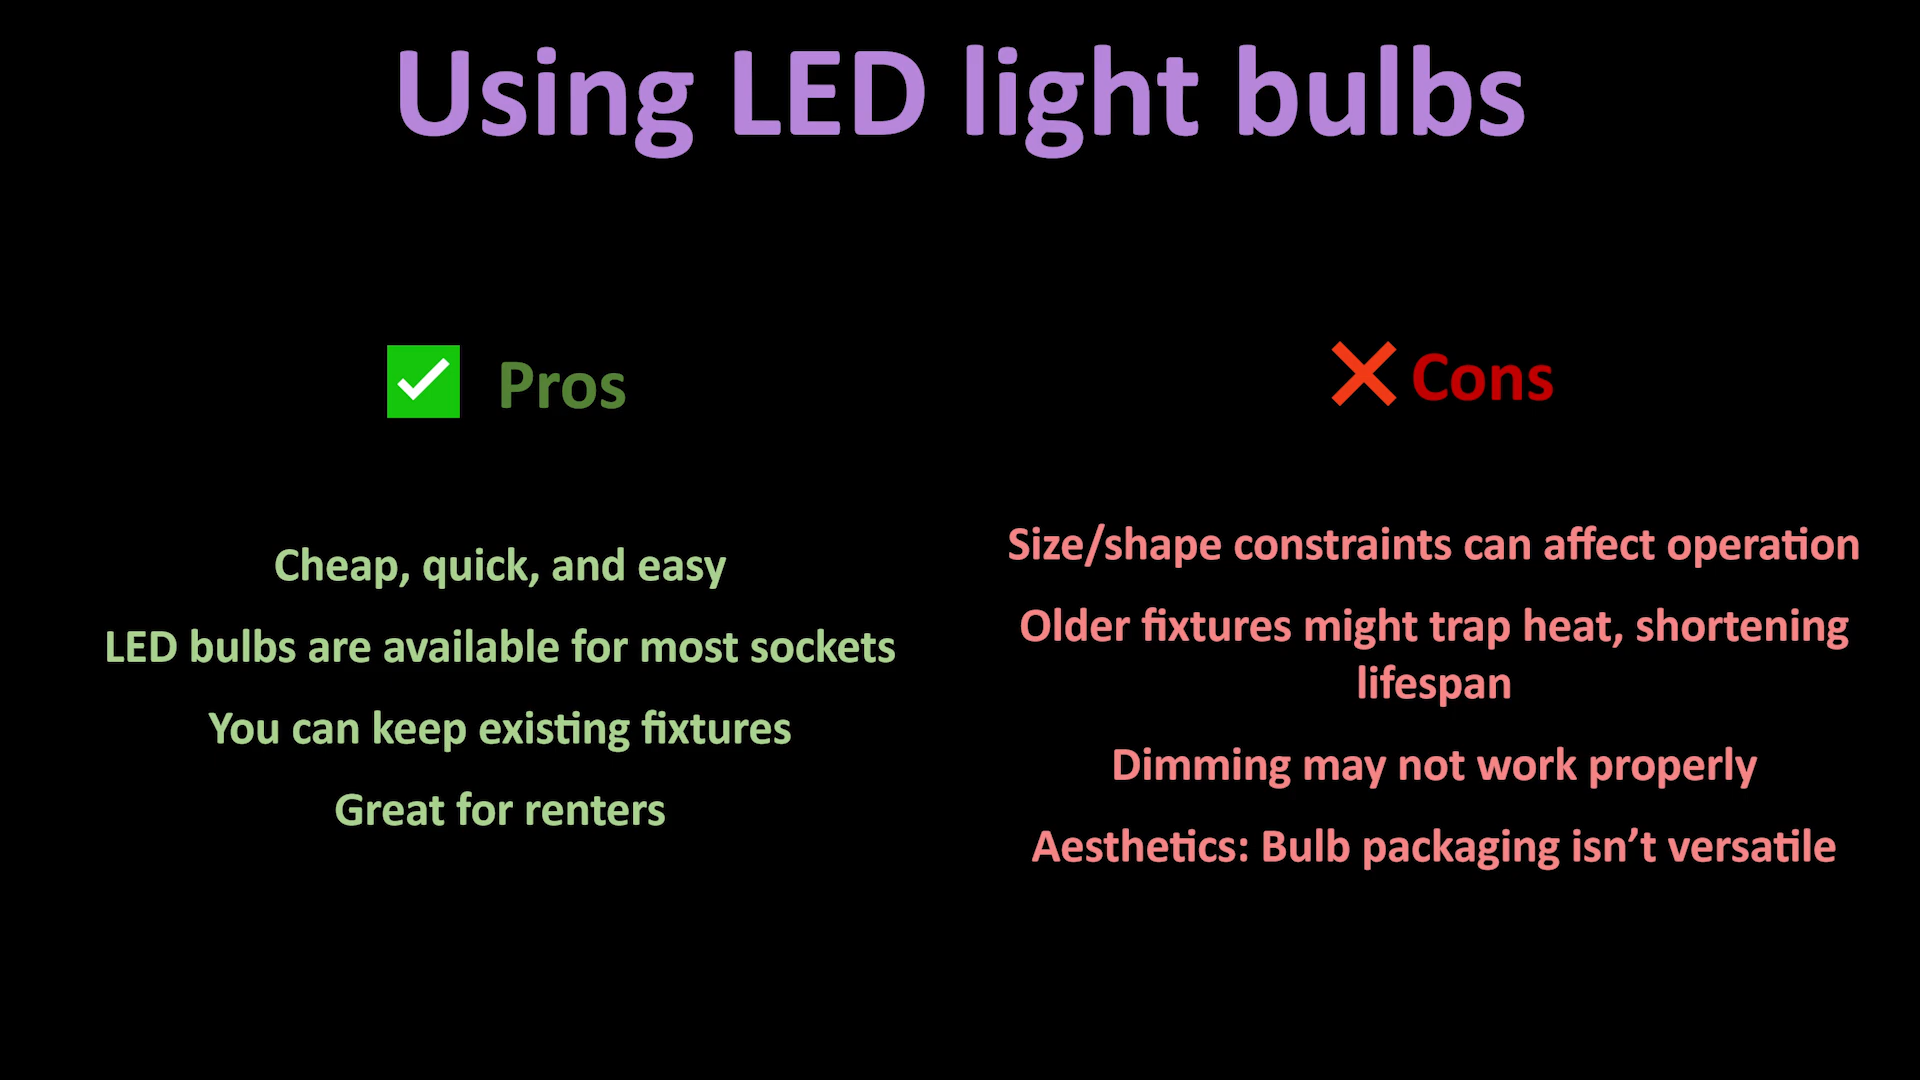 Using LED light bulbs
Pros
Cheap, quick, and easy
LED bulbs are available for most sockets
You can keep existing fixtures
Great for renters
Cons
Size/shape constraints can affect operation
Older fixtures might trap heat, shortening
lifespan
Dimming may not work properly
Aesthetics: Bulb packaging isn’t versatile